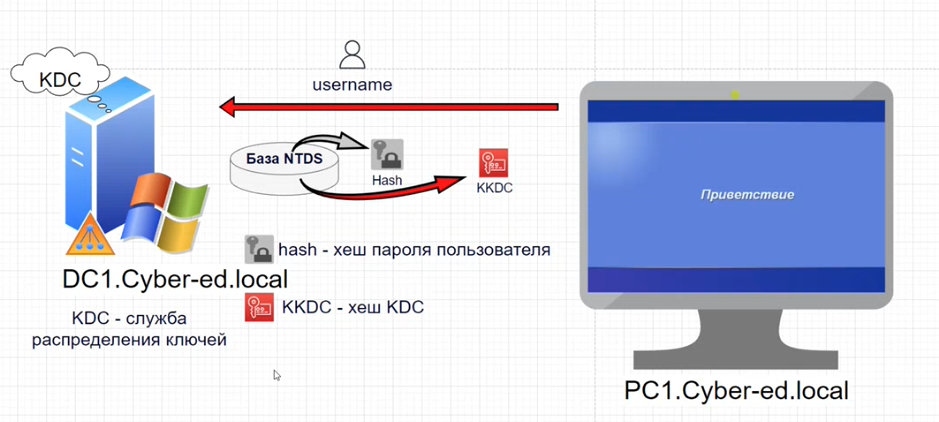 KDC
username
База NTDS
Hash
KKDC
Приветствие
hash - хеш пароля пользователя
DC1.Cyber-ed.local
KKDC - хеш KDC
KDC - служба
распределения ключей
PC1.Cyber-ed.local